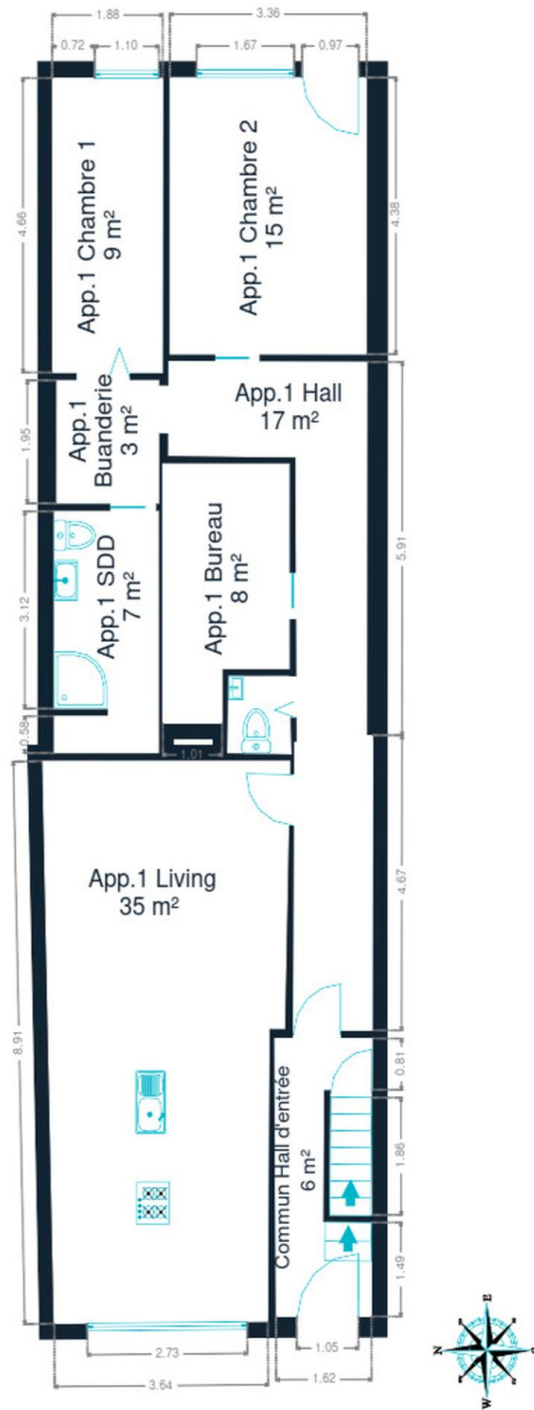 1.88
3.36
0.72
1.10
1.67
0.97
4.66
App.1 Chambre 1
9 m²
App.1 Chambre 2
15 m²
4.38
App.1 Hall
17 m²
1.95
App.1
Buanderie
3 m²
5.91
3.12
App.1 SDD
7 m²
App.1 Bureau
8 m²
0.58
1.01
App.1 Living
35 m²
4.67
8.91
Commun Hall d'entrée
6 m²
0.81
1.86
1.49
2.73
1.05
3.64
1.62
E
N
W